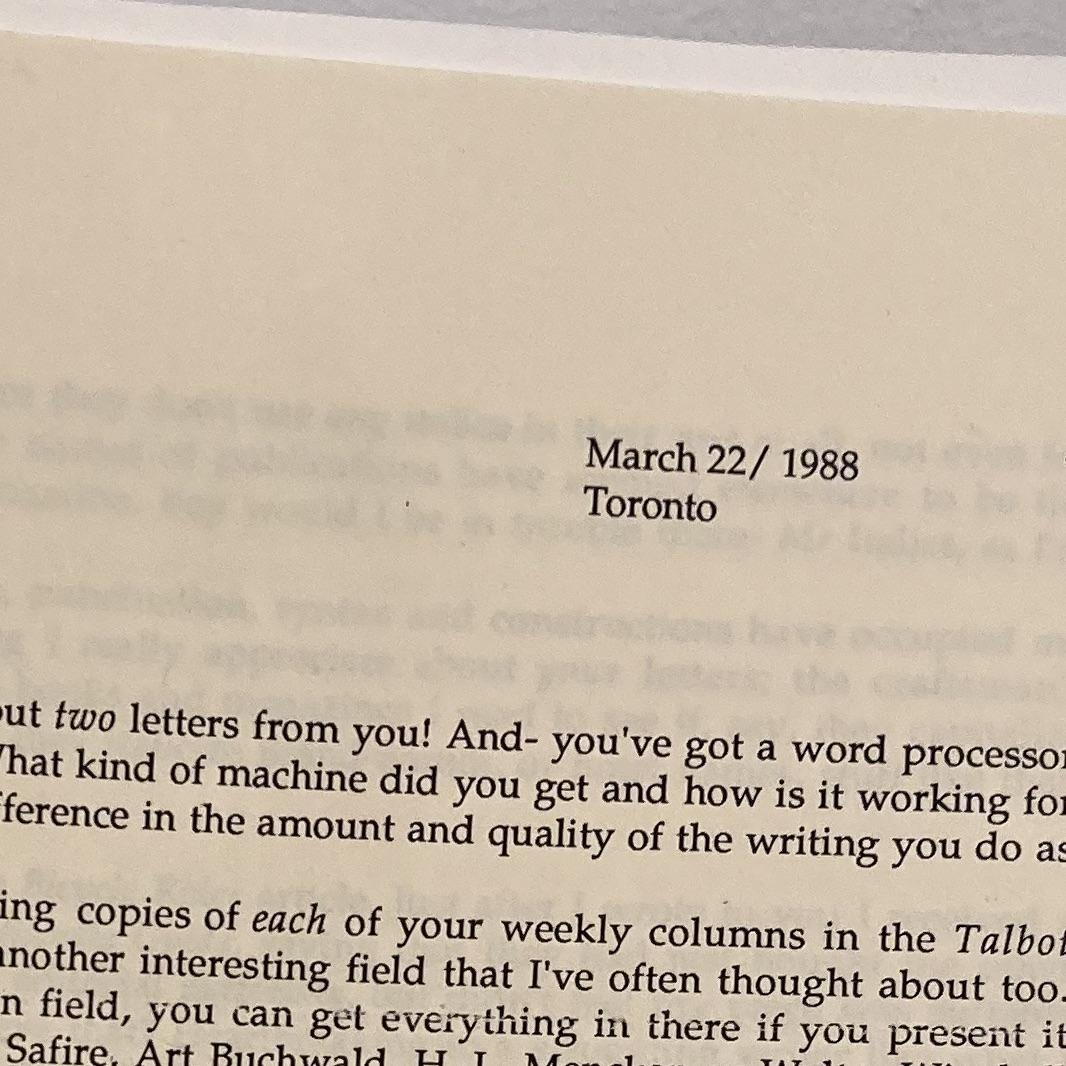 March 22/ 1988
Toronto
out two letters from you! And- you've got a word processor
What kind of machine did you get and how is it working for
fference in the amount and quality of the writing you do as
ing copies of each of your weekly columns in the Talbot
another interesting field that I've often thought about too.
n field, you can get everything in there if you present it
Safire, Art Buchwald, H. L.